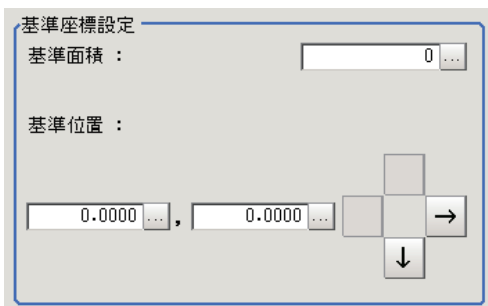 基準座標設定
基準面積 : 0 ...
基準位置 :
0.0000 ... , 0.0000 ... →
↓